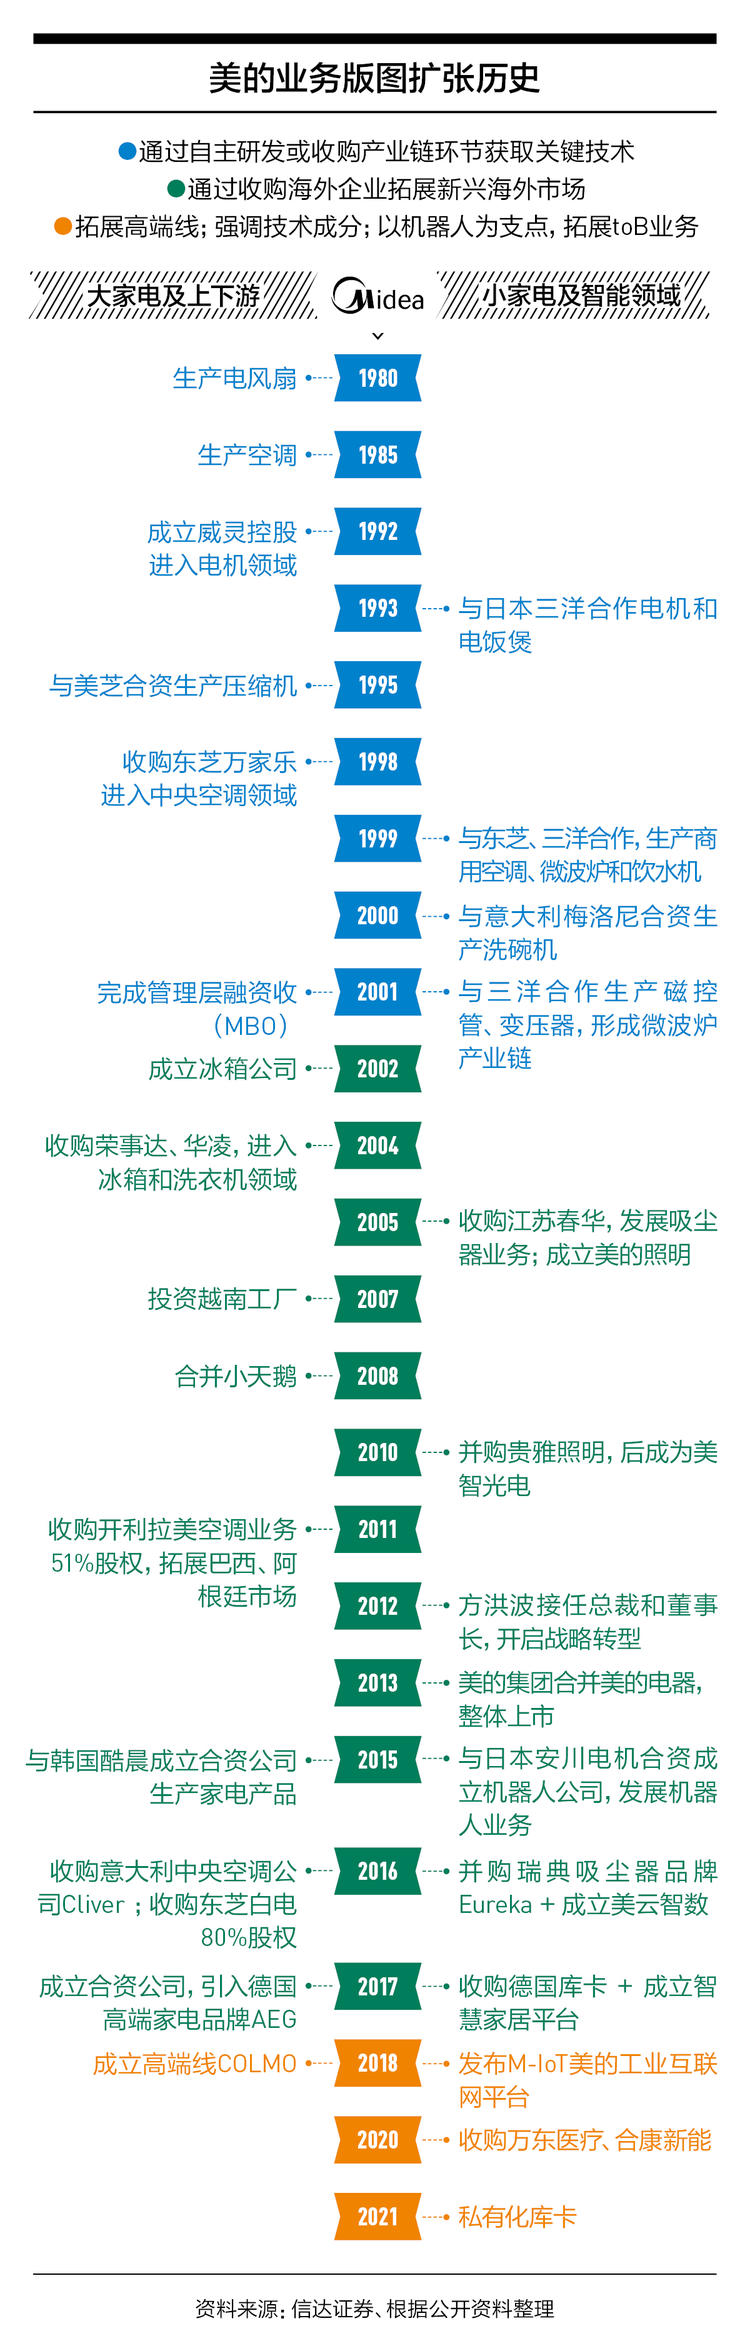 美的业务版图扩张历史
通过自主研发或收购产业链环节获取关键技术
通过收购海外企业拓展新兴海外市场
拓展高端线；强调技术成分；以机器人为支点，拓展toB业务
大家电及上下游
Midea
小家电及智能领域
生产电风扇
1980
生产空调
1985
成立威灵控股
进入电机领域
1992
1993
与日本三洋合作电机和
电饭煲
与美芝合资生产压缩机
1995
收购东芝万家乐
进入中央空调领域
1998
1999
与东芝、三洋合作，生产商
用空调、微波炉和饮水机
2000
与意大利梅洛尼合资生
产洗碗机
完成管理层融资收
（MBO）
2001
与三洋合作生产磁控
管、变压器，形成微波炉
产业链
成立冰箱公司
2002
收购荣事达、华凌，进入
冰箱和洗衣机领域
2004
2005
收购江苏春华，发展吸尘
器业务；成立美的照明
投资越南工厂
2007
合并小天鹅
2008
2010
并购贵雅照明，后成为美
智光电
收购开利拉美空调业务
51%股权，拓展巴西、阿
根廷市场
2011
2012
方洪波接任总裁和董事
长，开启战略转型
2013
美的集团合并美的电器，
整体上市
与韩国酷晨成立合资公司
生产家电产品
2015
与日本安川电机合资成
立机器人公司，发展机器
人业务
收购意大利中央空调公
司Cliver；收购东芝白电
80%股权
2016
并购瑞典吸尘器品牌
Eureka + 成立美云智数
成立合资公司，引入德国
高端家电品牌AEG
2017
收购德国库卡 + 成立智
慧家居平台
成立高端线COLMO
2018
发布M-IoT美的工业互联
网平台
2020
收购万东医疗、合康新能
2021
私有化库卡
资料来源：信达证券、根据公开资料整理